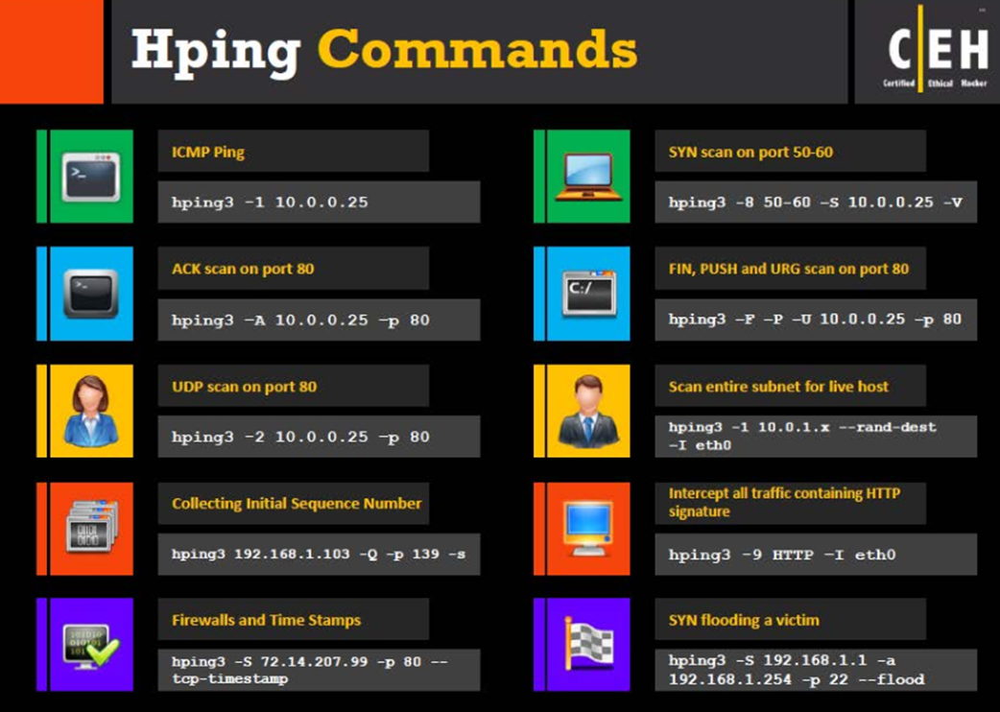 Hping Commands
CEH
Certified Ethical Hacker
ICMP Ping
hping3 -1 10.0.0.25
SYN scan on port 50-60
hping3 -8 50-60 –S 10.0.0.25 -V
ACK scan on port 80
hping3 –A 10.0.0.25 –p 80
FIN, PUSH and URG scan on port 80
hping3 –F –P –U 10.0.0.25 –p 80
UDP scan on port 80
hping3 -2 10.0.0.25 –p 80
Scan entire subnet for live host
hping3 -1 10.0.1.x --rand-dest
–I eth0
Collecting Initial Sequence Number
hping3 192.168.1.103 -Q -p 139 -s
Intercept all traffic containing HTTP
signature
hping3 -9 HTTP –I eth0
Firewalls and Time Stamps
hping3 -S 72.14.207.99 -p 80 --
tcp-timestamp
SYN flooding a victim
hping3 -S 192.168.1.1 -a
192.168.1.254 -p 22 --flood